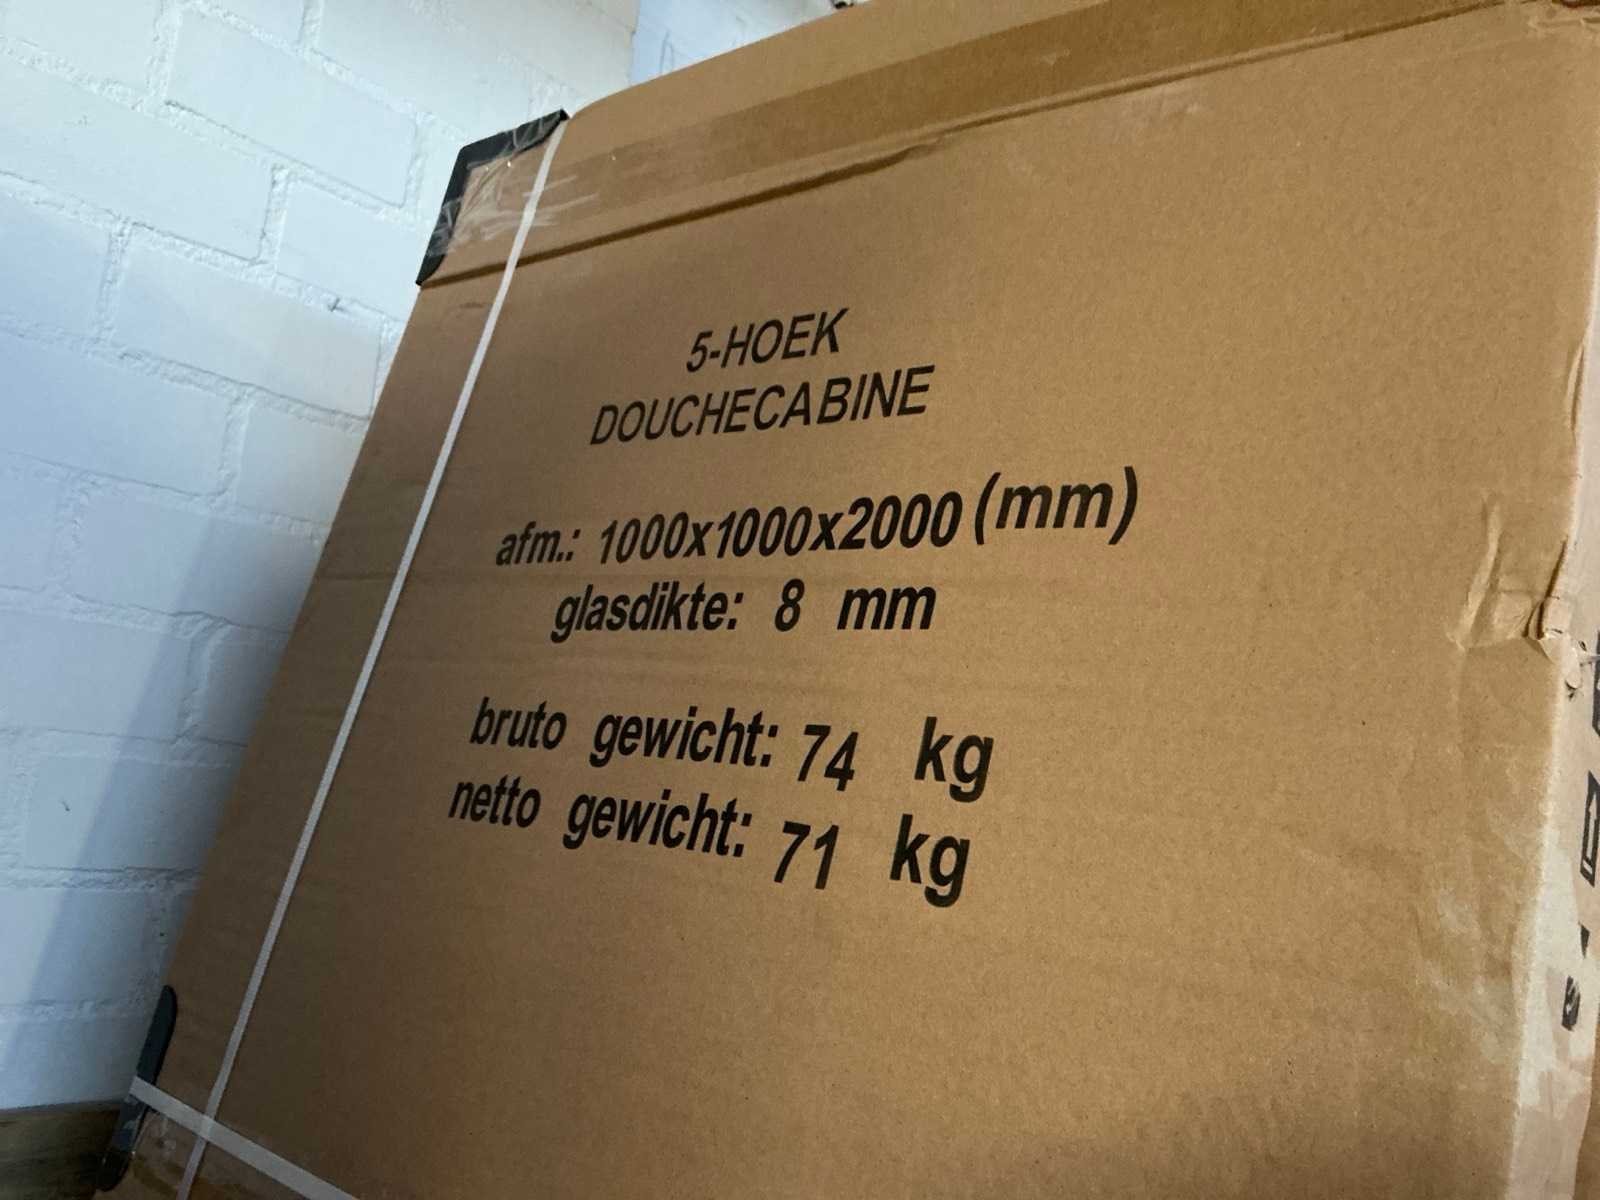 5-HOEK
DOUCHECABINE
afm.: 1000x1000x2000 (mm)
glasdikte: 8 mm
bruto gewicht: 74 kg
netto gewicht: 71 kg